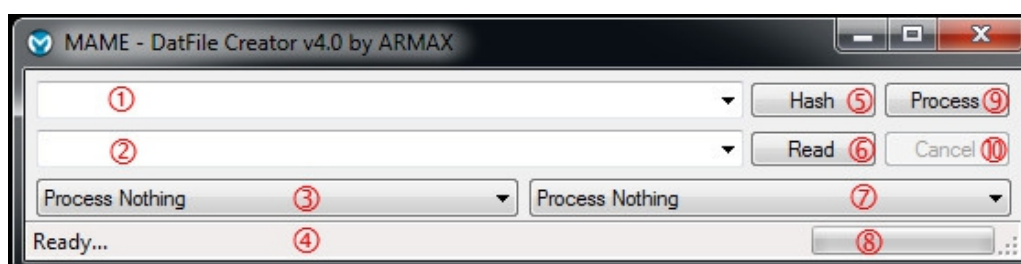 MAME - DatFile Creator v4.0 by ARMAX
① Hash ⑤ Process ⑨
② Read ⑥ Cancel ⑩
Process Nothing ③ Process Nothing ⑦
Ready... ④ ⑧